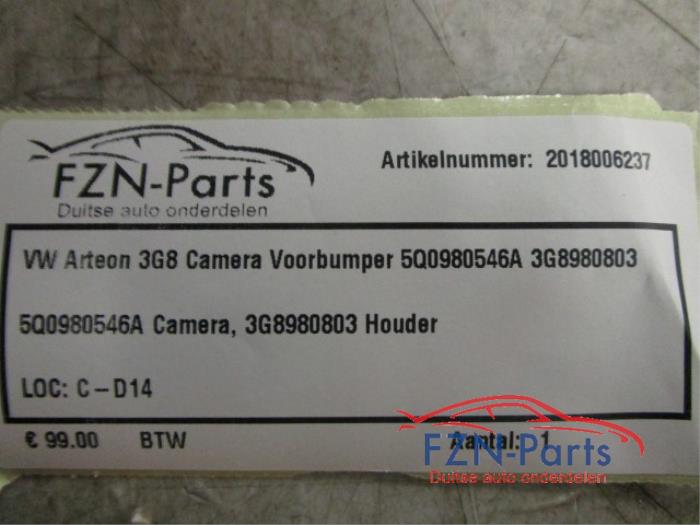 FZN-Parts
Duitse auto onderdelen
Artikelnummer: 2018006237
VW Arteon 3G8 Camera Voorbumper 5Q0980546A 3G8980803
5Q0980546A Camera, 3G8980803 Houder
LOC: C-D14
€ 99.00 BTW Aantal: 1
FZN-Parts
Duitse auto onderdelen